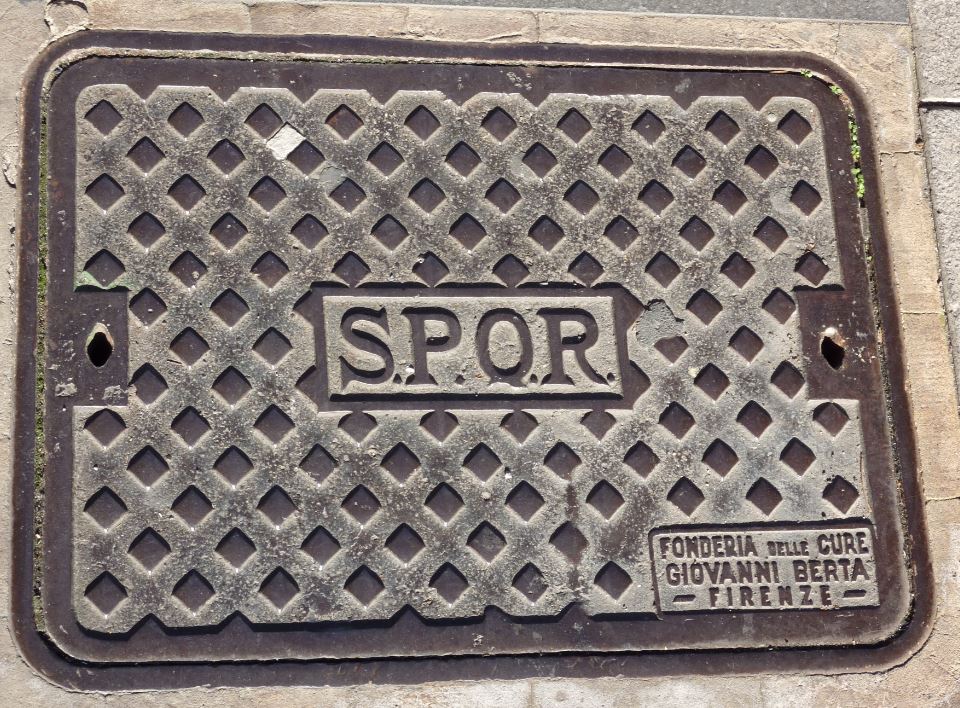 S.P.O.R.
FONDERIA DELLE CURE
GIOVANNI BERTA
- FIRENZE -